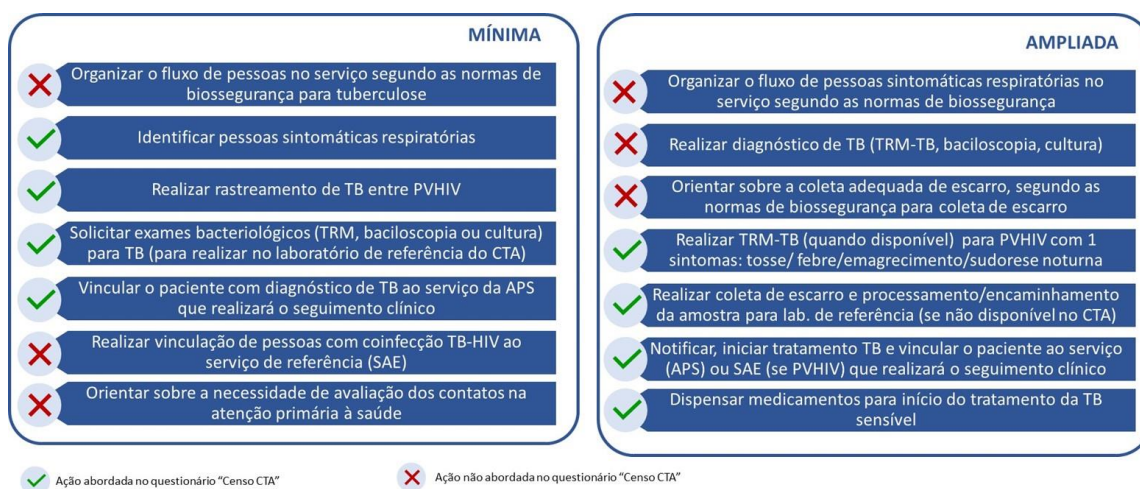 MÍNIMA
Organizar o fluxo de pessoas no serviço segundo as normas de
biossegurança para tuberculose
Identificar pessoas sintomáticas respiratórias
Realizar rastreamento de TB entre PVHIV
Solicitar exames bacteriológicos (TRM, baciloscopia ou cultura)
para TB (para realizar no laboratório de referência do CTA)
Vincular o paciente com diagnóstico de TB ao serviço da APS
que realizará o seguimento clínico
Realizar vinculação de pessoas com coinfecção TB-HIV ao
serviço de referência (SAE)
Orientar sobre a necessidade de avaliação dos contatos na
atenção primária à saúde
AMPLIADA
Organizar o fluxo de pessoas sintomáticas respiratórias no
serviço segundo as normas de biossegurança
Realizar diagnóstico de TB (TRM-TB, baciloscopia, cultura)
Orientar sobre a coleta adequada de escarro, segundo as
normas de biossegurança para coleta de escarro
Realizar TRM-TB (quando disponível) para PVHIV com 1
sintomas: tosse/ febre/emagrecimento/sudorese noturna
Realizar coleta de escarro e processamento/encaminhamento
da amostra para lab. de referência (se não disponível no CTA)
Notificar, iniciar tratamento TB e vincular o paciente ao serviço
(APS) ou SAE (se PVHIV) que realizará o seguimento clínico
Dispensar medicamentos para início do tratamento da TB
sensível
Ação abordada no questionário "Censo CTA"
Ação não abordada no questionário "Censo CTA"